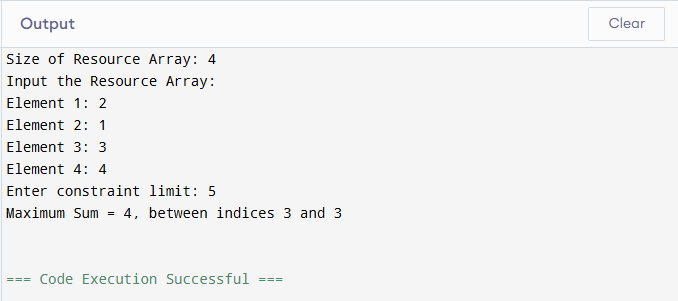 Output
Clear
Size of Resource Array: 4
Input the Resource Array:
Element 1: 2
Element 2: 1
Element 3: 3
Element 4: 4
Enter constraint limit: 5
Maximum Sum = 4, between indices 3 and 3
=== Code Execution Successful ===